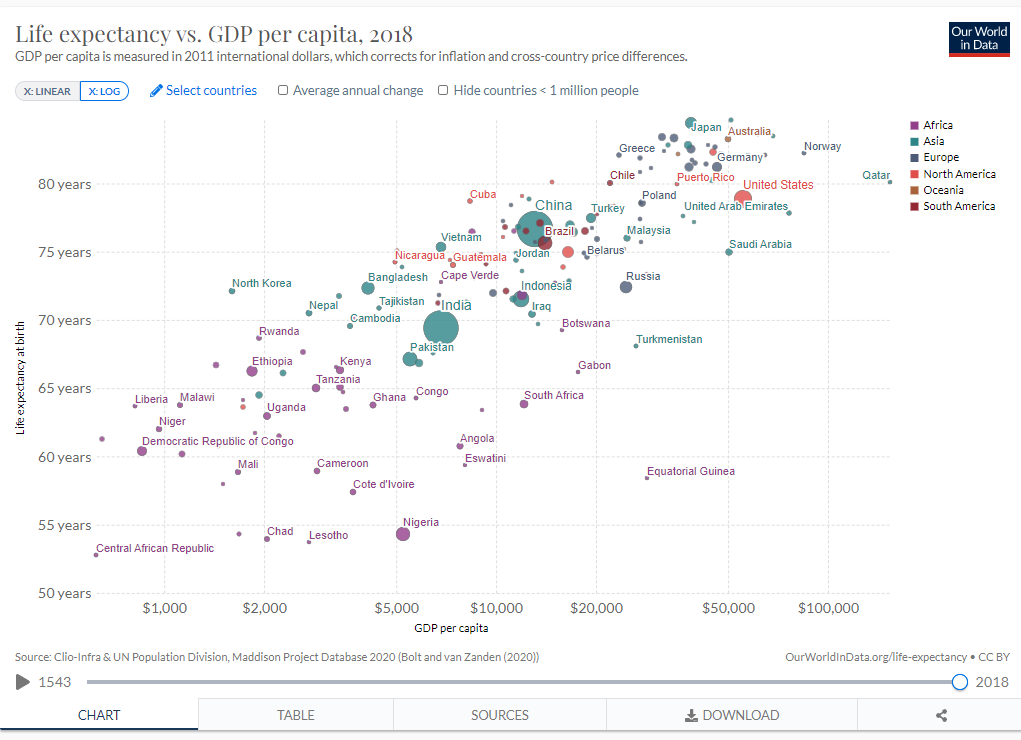 Life expectancy vs. GDP per capita, 2018
GDP per capita is measured in 2011 international dollars, which corrects for inflation and cross-country price differences.
Our World
in Data
X: LINEAR
X: LOG
Select countries
Average annual change
Hide countries < 1 million people
Africa
Asia
Europe
North America
Oceania
South America
Life expectancy at birth
80 years
75 years
70 years
65 years
60 years
55 years
50 years
Japan
Australia
Greece
Germany
Norway
Chile
Puerto Rico
Qatar
United States
Cuba
Poland
China
Turkey
United Arab Emirates
Brazil
Malaysia
Vietnam
Saudi Arabia
Nicaragua
Guatemala
Jordan
Belarus
Bangladesh
Cape Verde
Russia
North Korea
Indonesia
Nepal
Tajikistan
India
Iraq
Cambodia
Botswana
Rwanda
Turkmenistan
Pakistan
Ethiopia
Kenya
Gabon
Tanzania
Congo
South Africa
Liberia
Malawi
Ghana
Uganda
Niger
Democratic Republic of Congo
Angola
Mali
Cameroon
Eswatini
Equatorial Guinea
Cote d'Ivoire
Nigeria
Chad
Lesotho
Central African Republic
$1,000
$2,000
$5,000
$10,000
$20,000
$50,000
$100,000
GDP per capita
Source: Clio-Infra & UN Population Division, Maddison Project Database 2020 (Bolt and van Zanden (2020))
OurWorldInData.org/life-expectancy • CC BY
1543
2018
CHART
TABLE
SOURCES
DOWNLOAD